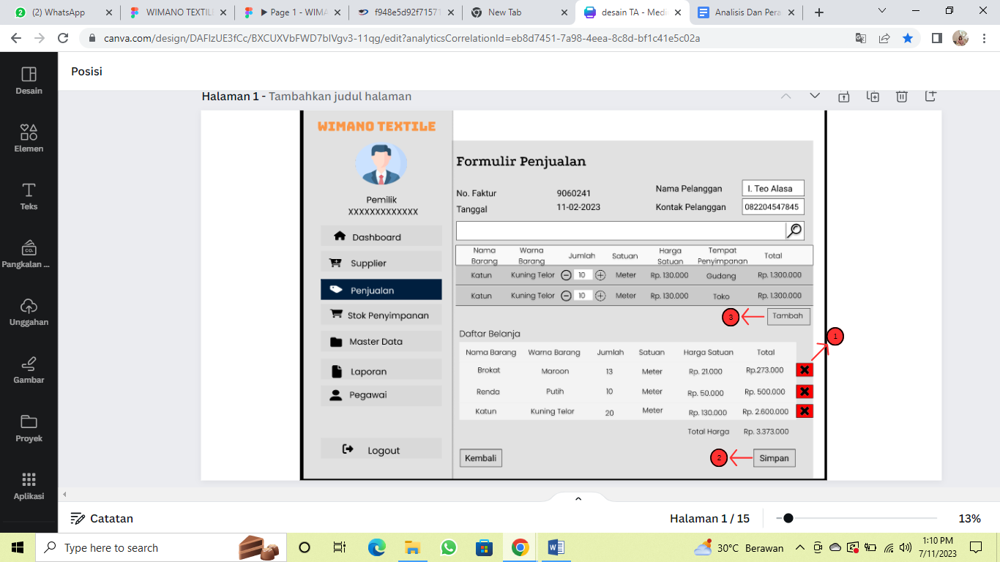 (2) WhatsApp
WIMANO TEXTILE
▶ Page 1 - WIMA
f948e5d92f71571
New Tab
desain TA - Medi
Analisis Dan Pera
canva.com/design/DAFIzUE3fCc/BXCUXVbFWD7bIVgv3-11qg/edit?analyticsCorrelationId=eb8d7451-7a98-4eea-8c8d-bf1c41e5c02a
Desain
Elemen
Teks
CO.
Pangkalan ...
Unggahan
Gambar
Proyek
Aplikasi
Posisi
Halaman 1 - Tambahkan judul halaman
WIMANO TEXTILE
Pemilik
XXXXXXXXXXXXX
Dashboard
Supplier
Penjualan
Stok Penyimpanan
Master Data
Laporan
Pegawai
Logout
Formulir Penjualan
No. Faktur 9060241
Tanggal 11-02-2023
Nama Pelanggan I. Teo Alasa
Kontak Pelanggan 082204547845
Nama Barang Warna Barang Jumlah Satuan Harga Satuan Tempat Penyimpanan Total
Katun Kuning Telor 10 Meter Rp. 130.000 Gudang Rp. 1.300.000
Katun Kuning Telor 10 Meter Rp. 130.000 Toko Rp. 1.300.000
3 Tambah
Daftar Belanja
1
Nama Barang Warna Barang Jumlah Satuan Harga Satuan Total
Brokat Maroon 13 Meter Rp. 21.000 Rp.273.000
Renda Putih 10 Meter Rp. 50.000 Rp. 500.000
Katun Kuning Telor 20 Meter Rp. 130.000 Rp. 2.600.000
Total Harga Rp. 3.373.000
Kembali 2 Simpan
Catatan
Halaman 1 / 15
13%
Type here to search
30°C Berawan
1:10 PM
7/11/2023